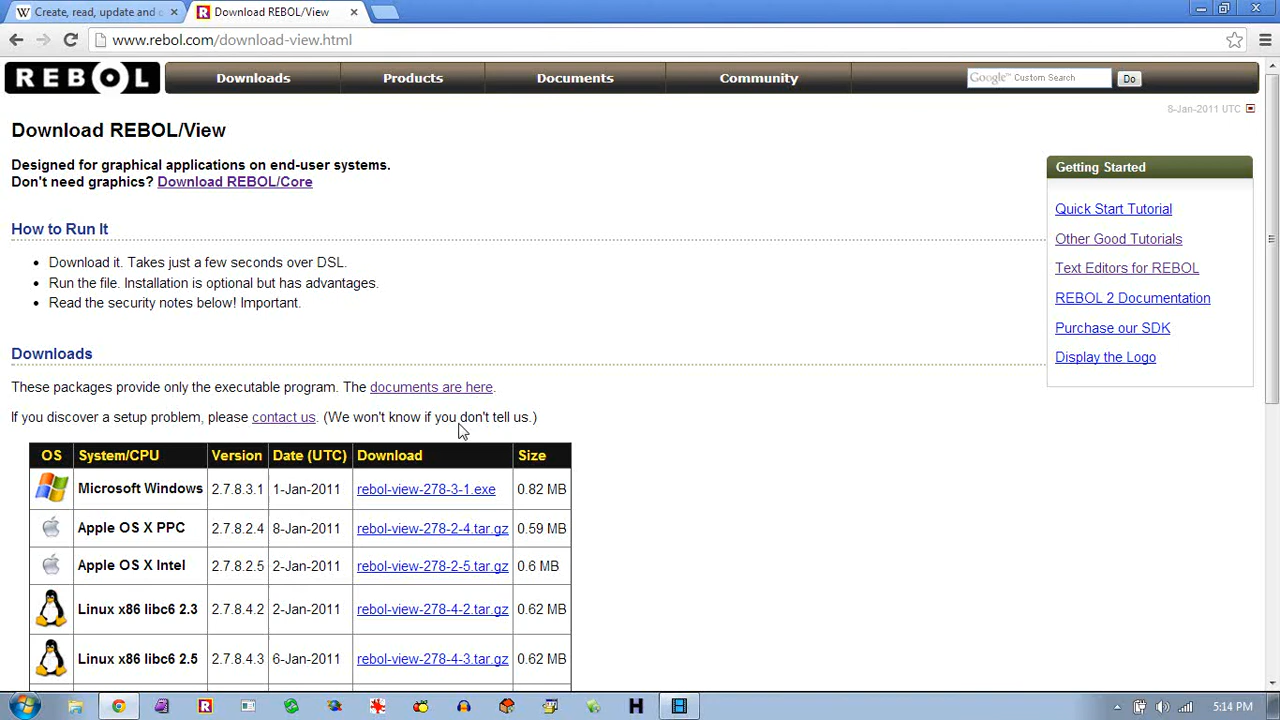 Create, read, update and d
Download REBOL/View
www.rebol.com/download-view.html
REBOL
Downloads
Products
Documents
Community
Google™ Custom Search
Do
8-Jan-2011 UTC
Download REBOL/View
Designed for graphical applications on end-user systems.
Don't need graphics? Download REBOL/Core
How to Run It
Download it. Takes just a few seconds over DSL.
Run the file. Installation is optional but has advantages.
Read the security notes below! Important.
Getting Started
Quick Start Tutorial
Other Good Tutorials
Text Editors for REBOL
REBOL 2 Documentation
Purchase our SDK
Display the Logo
Downloads
These packages provide only the executable program. The documents are here.
If you discover a setup problem, please contact us. (We won't know if you don't tell us.)
OS System/CPU Version Date (UTC) Download Size
Microsoft Windows 2.7.8.3.1 1-Jan-2011 rebol-view-278-3-1.exe 0.82 MB
Apple OS X PPC 2.7.8.2.4 8-Jan-2011 rebol-view-278-2-4.tar.gz 0.59 MB
Apple OS X Intel 2.7.8.2.5 2-Jan-2011 rebol-view-278-2-5.tar.gz 0.6 MB
Linux x86 libc6 2.3 2.7.8.4.2 2-Jan-2011 rebol-view-278-4-2.tar.gz 0.62 MB
Linux x86 libc6 2.5 2.7.8.4.3 6-Jan-2011 rebol-view-278-4-3.tar.gz 0.62 MB
5:14 PM